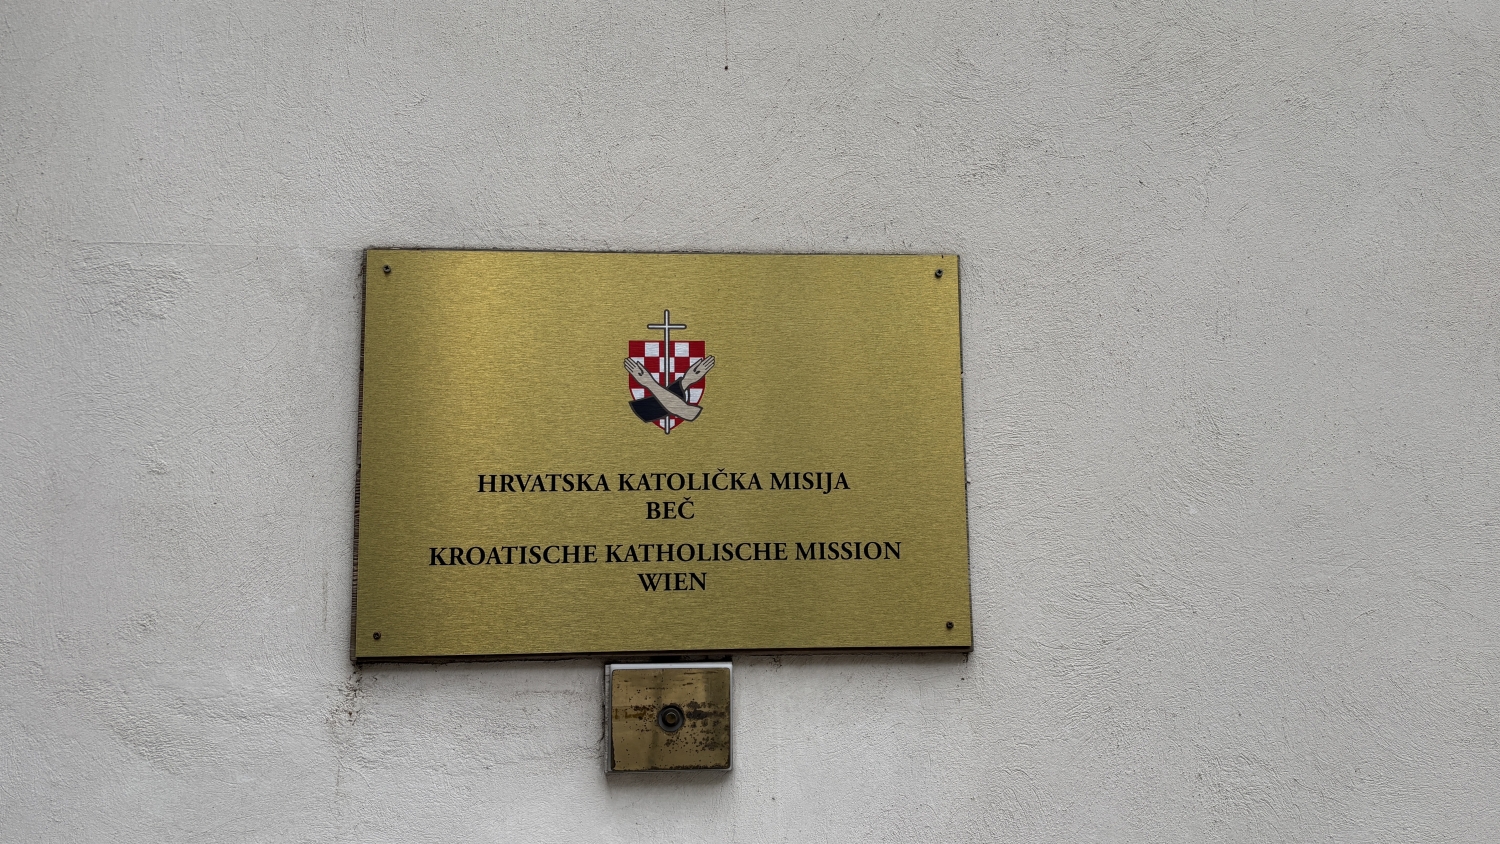 HRVATSKA KATOLIČKA MISIJA
BEČ
KROATISCHE KATHOLISCHE MISSION
WIEN